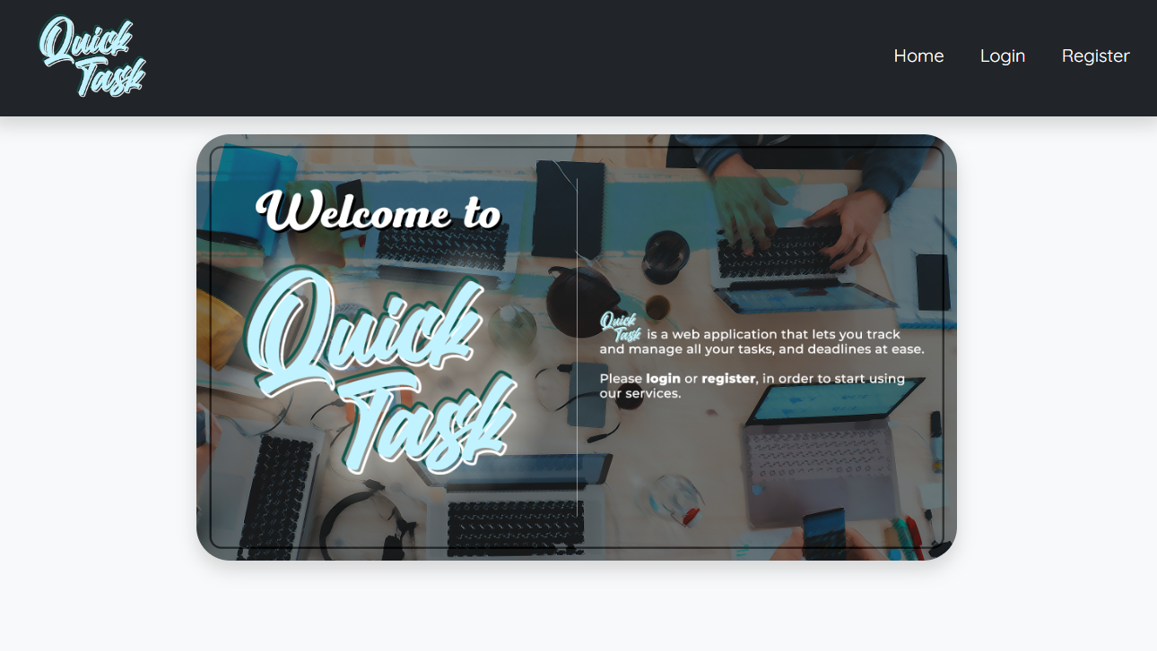 Quick
Task
Home Login Register
Welcome to
Quick
Task
Quick
Task is a web application that lets you track
and manage all your tasks, and deadlines at ease.
Please login or register, in order to start using
our services.